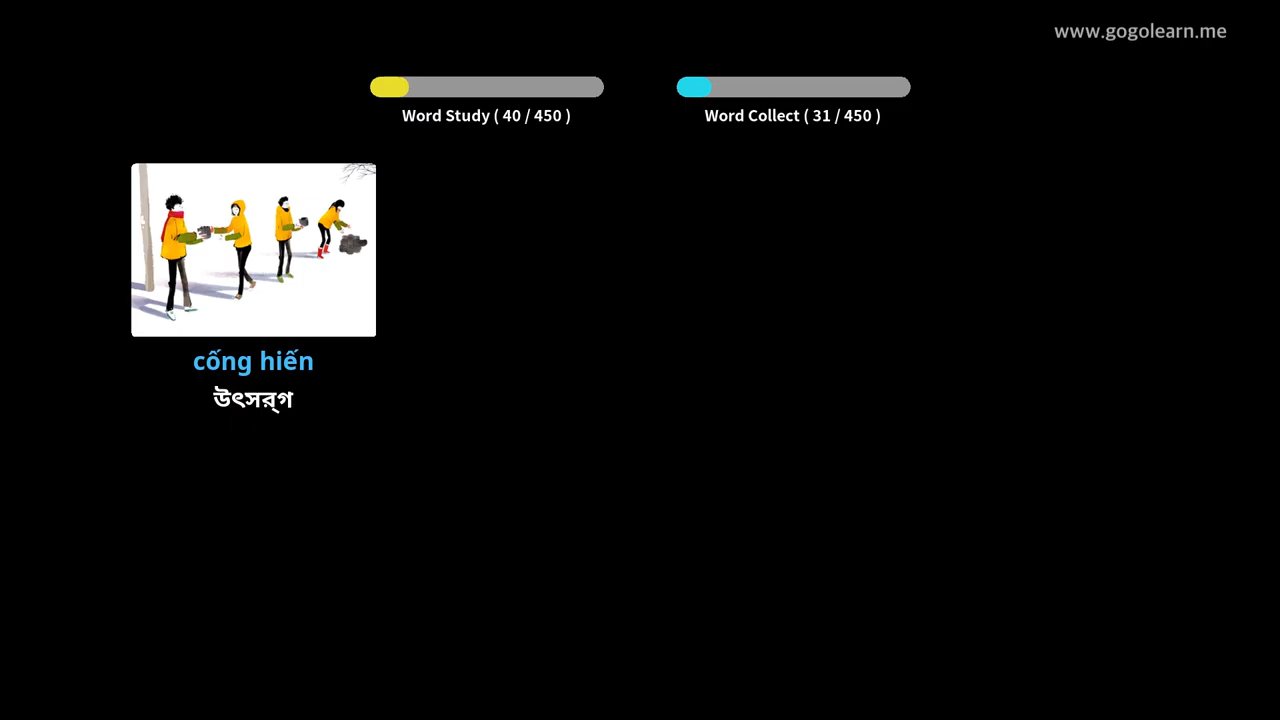 www.gogolearn.me
Word Study ( 40 / 450 )
Word Collect ( 31 / 450 )
cống hiến
উৎসর্গ